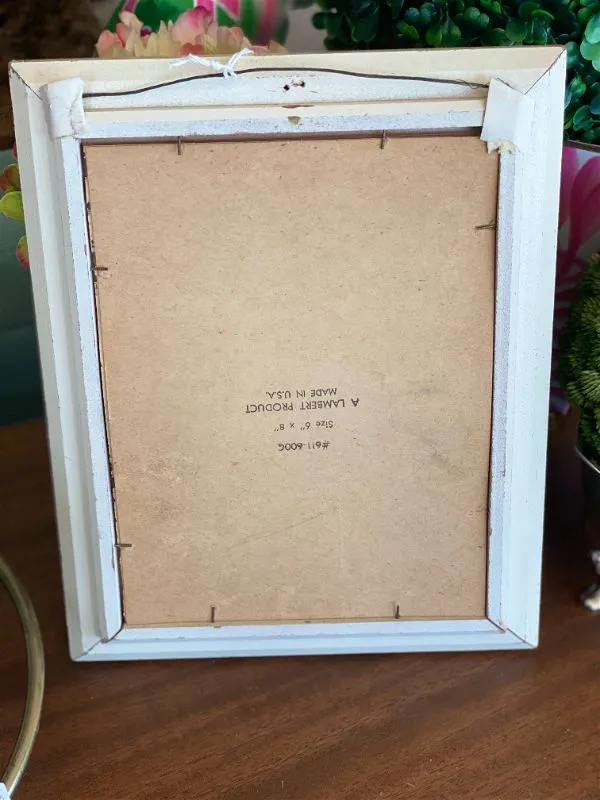 #611-600G
Size 6" x 8"
A LAMBERT PRODUCT
MADE IN U.S.A.